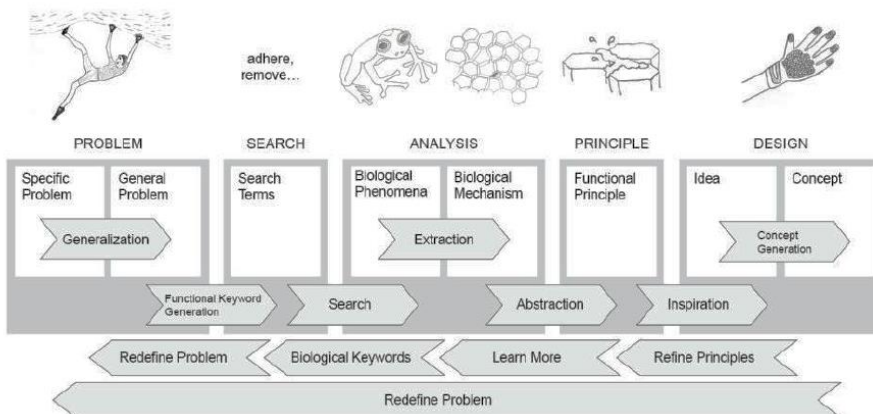 adhere,
remove...
PROBLEM
SEARCH
ANALYSIS
PRINCIPLE
DESIGN
Specific
Problem
General
Problem
Search
Terms
Biological
Phenomena
Biological
Mechanism
Functional
Principle
Idea
Concept
Generalization
Extraction
Concept
Generation
Functional Keyword
Generation
Search
Abstraction
Inspiration
Redefine Problem
Biological Keywords
Learn More
Refine Principles
Redefine Problem